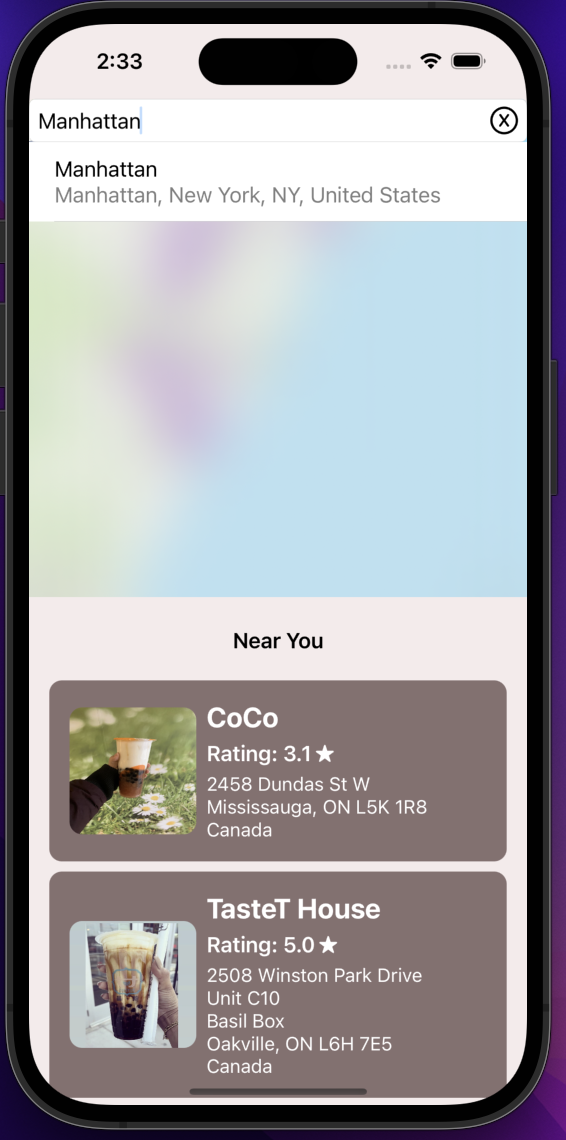 2:33
Manhattan
X
Manhattan
Manhattan, New York, NY, United States
Near You
CoCo
Rating: 3.1 ★
2458 Dundas St W
Mississauga, ON L5K 1R8
Canada
TasteT House
Rating: 5.0 ★
2508 Winston Park Drive
Unit C10
Basil Box
Oakville, ON L6H 7E5
Canada